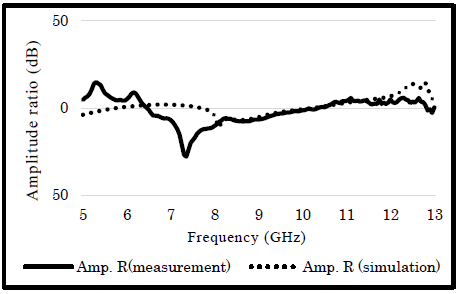 50
0
50
Amplitude ratio (dB)
5 6 7 8 9 10 11 12 13
Frequency (GHz)
Amp. R(measurement) Amp. R (simulation)